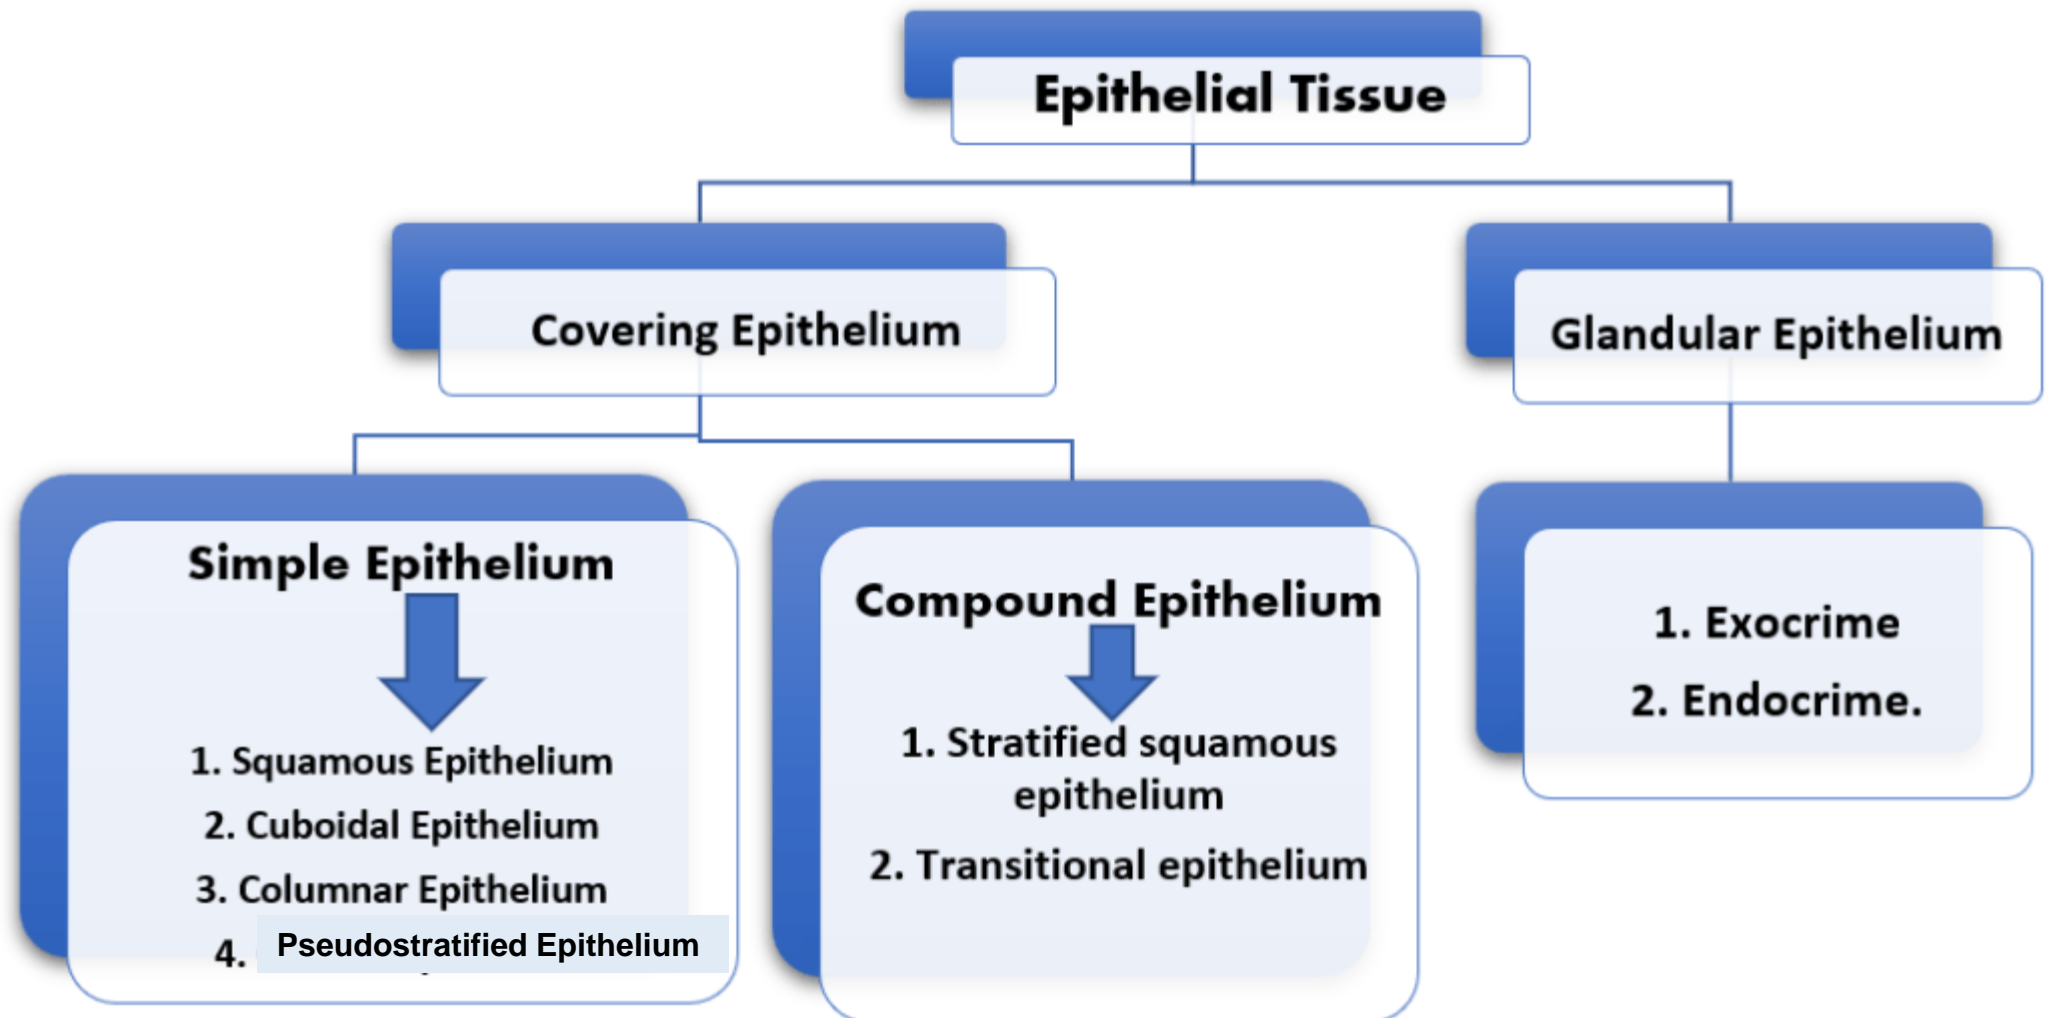 Epithelial Tissue
Covering Epithelium
Glandular Epithelium
Simple Epithelium
1. Squamous Epithelium
2. Cuboidal Epithelium
3. Columnar Epithelium
4. Pseudostratified Epithelium
Compound Epithelium
1. Stratified squamous
epithelium
2. Transitional epithelium
1. Exocrime
2. Endocrime.